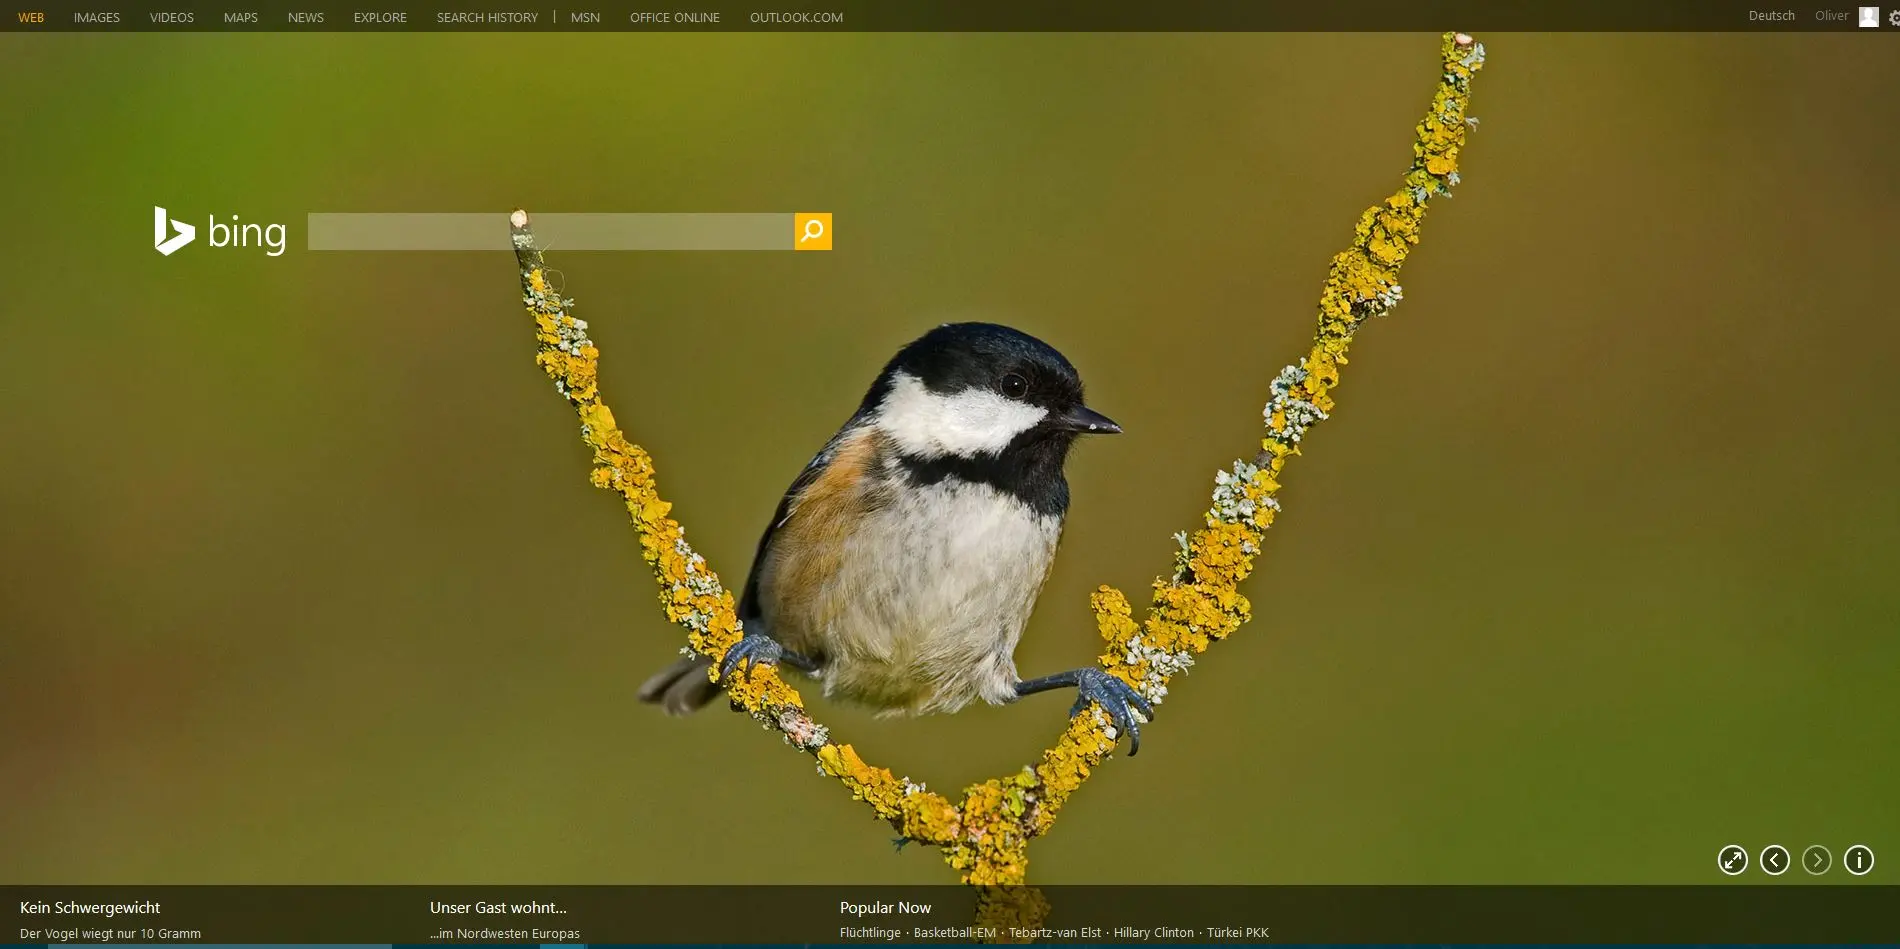 WEB IMAGES VIDEOS MAPS NEWS EXPLORE SEARCH HISTORY | MSN OFFICE ONLINE OUTLOOK.COM Deutsch Oliver
bing
Kein Schwergewicht
Der Vogel wiegt nur 10 Gramm
Unser Gast wohnt...
...im Nordwesten Europas
Popular Now
Flüchtlinge · Basketball-EM · Tebartz-van Elst · Hillary Clinton · Türkei PKK